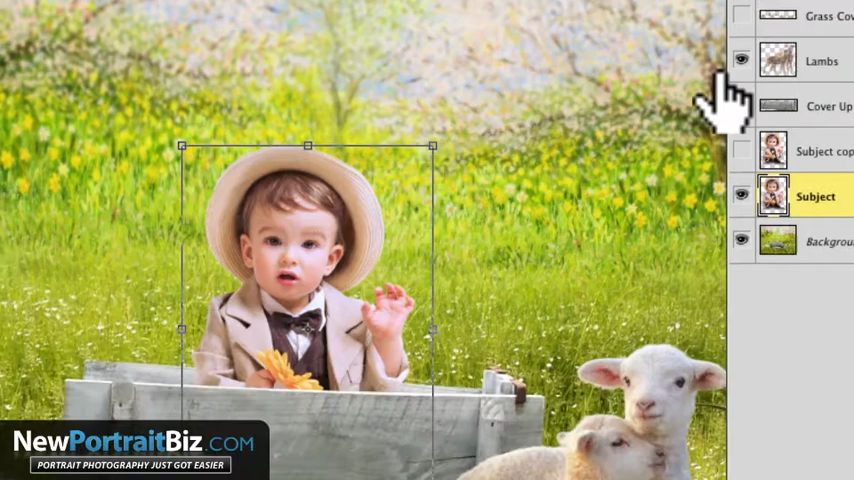 Grass Cov
Lambs
Cover Up
Subject cop
Subject
Backgrou
NewPortraitBiz.COM
PORTRAIT PHOTOGRAPHY JUST GOT EASIER